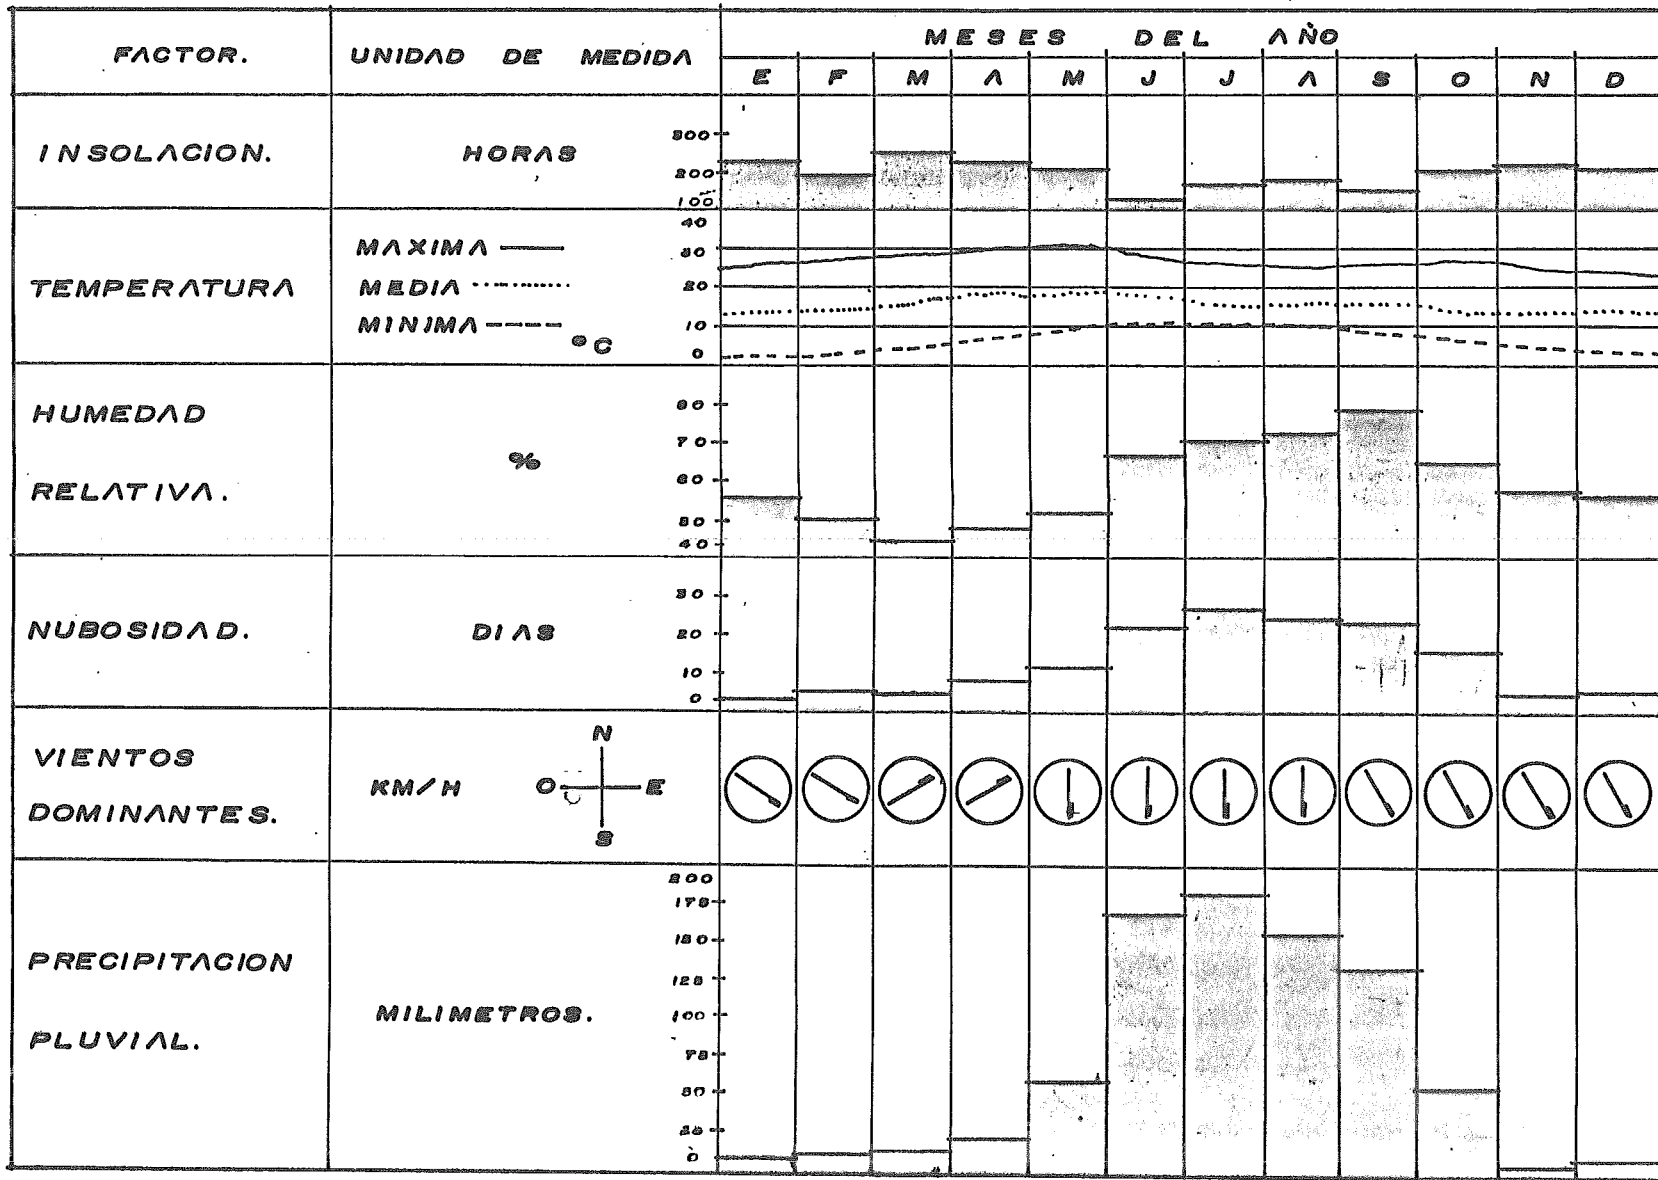 FACTOR.
UNIDAD DE MEDIDA
MESES DEL AÑO
E F M A M J J A S O N D
INSOLACION.
HORAS
300
200
100
TEMPERATURA
MAXIMA
MEDIA
MINIMA
°C
40
30
20
10
0
HUMEDAD
RELATIVA.
%
80
70
60
50
40
NUBOSIDAD.
DIAS
30
20
10
0
VIENTOS
DOMINANTES.
KM/H
N
O E
S
PRECIPITACION
PLUVIAL.
MILIMETROS.
200
175
150
125
100
75
50
25
0